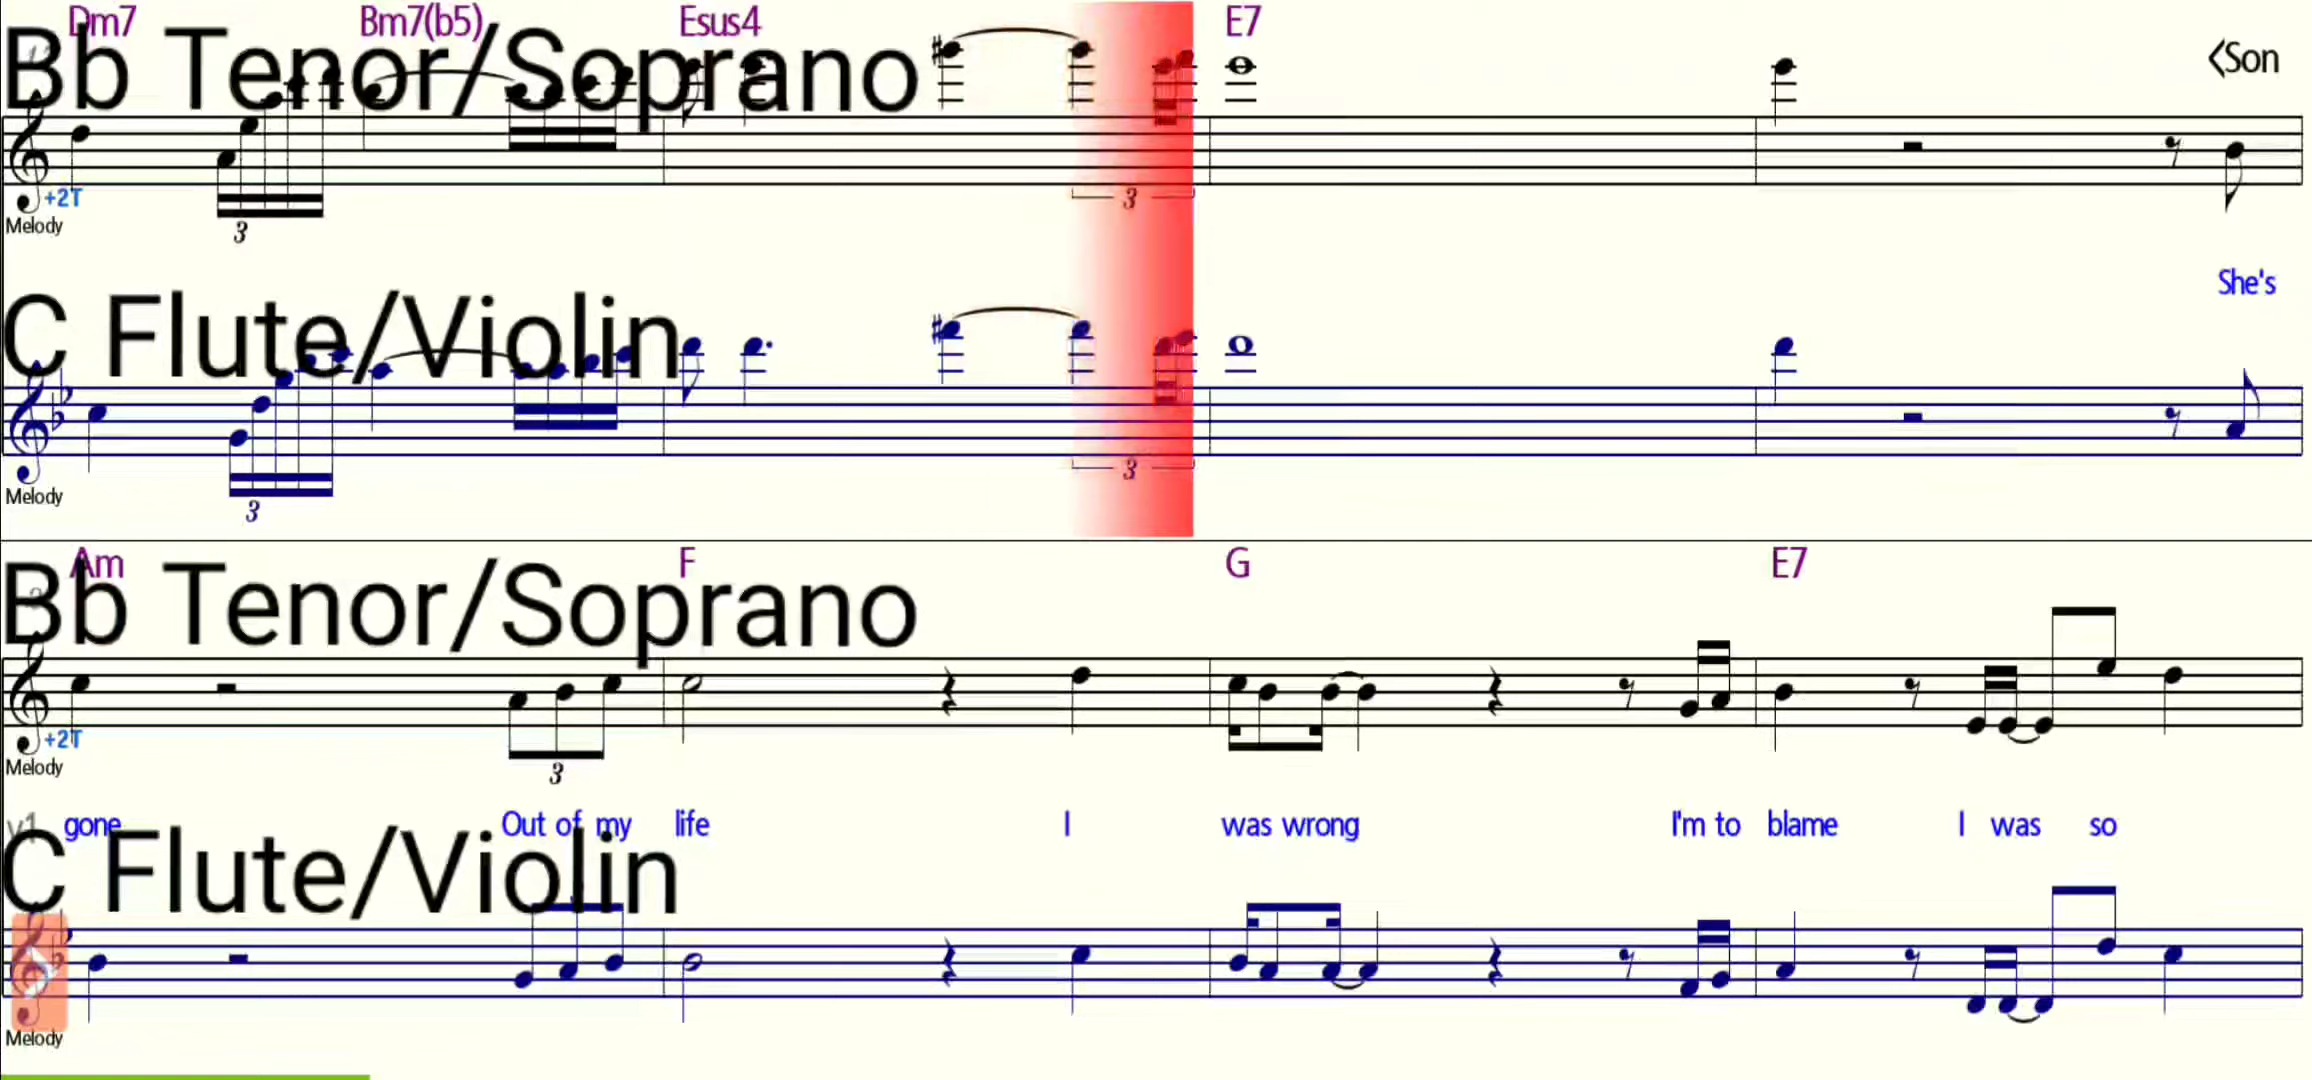 Dm7 Bm7(b5) Esus4 E7
Bb Tenor/Soprano <Son
+2T
Melody
3 3
She's
C Flute/Violin
Melody
3 3
Am F G E7
Bb Tenor/Soprano
+2T
Melody
3
v1 gone Out of my life I was wrong I'm to blame I was so
C Flute/Violin
Melody